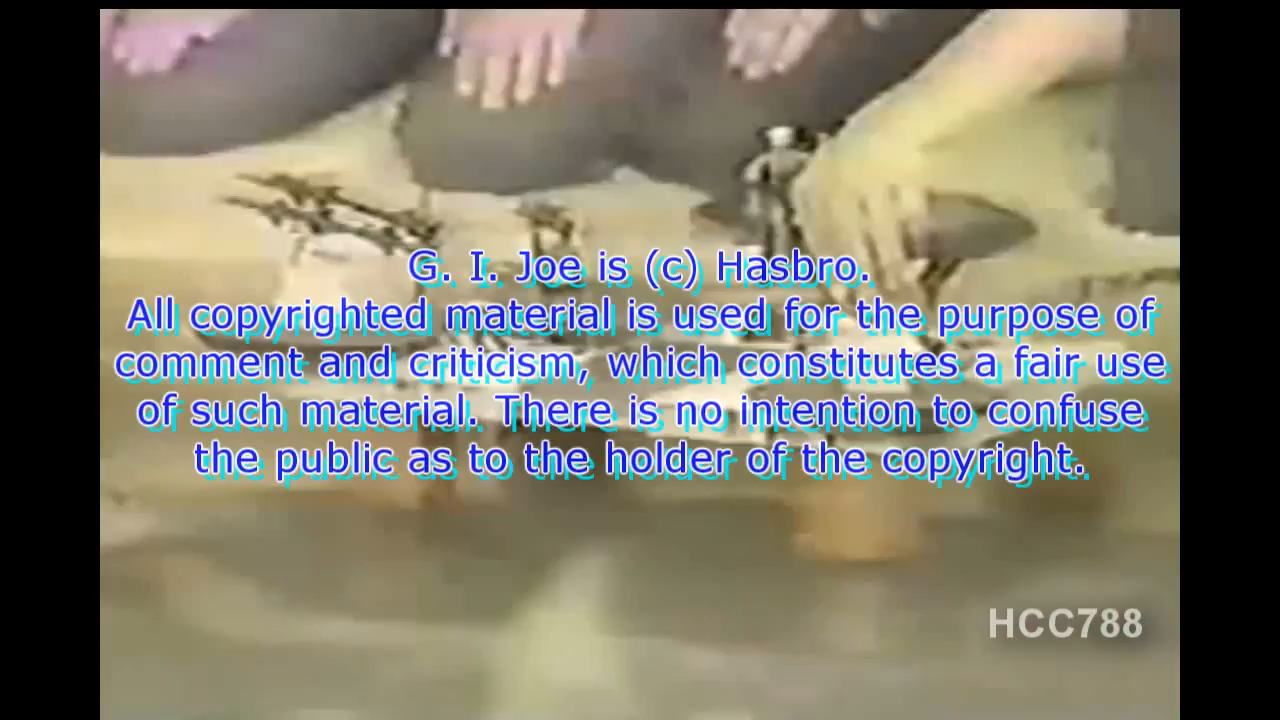 G. I. Joe is (c) Hasbro.
All copyrighted material is used for the purpose of
comment and criticism, which constitutes a fair use
of such material. There is no intention to confuse
the public as to the holder of the copyright.
HCC788